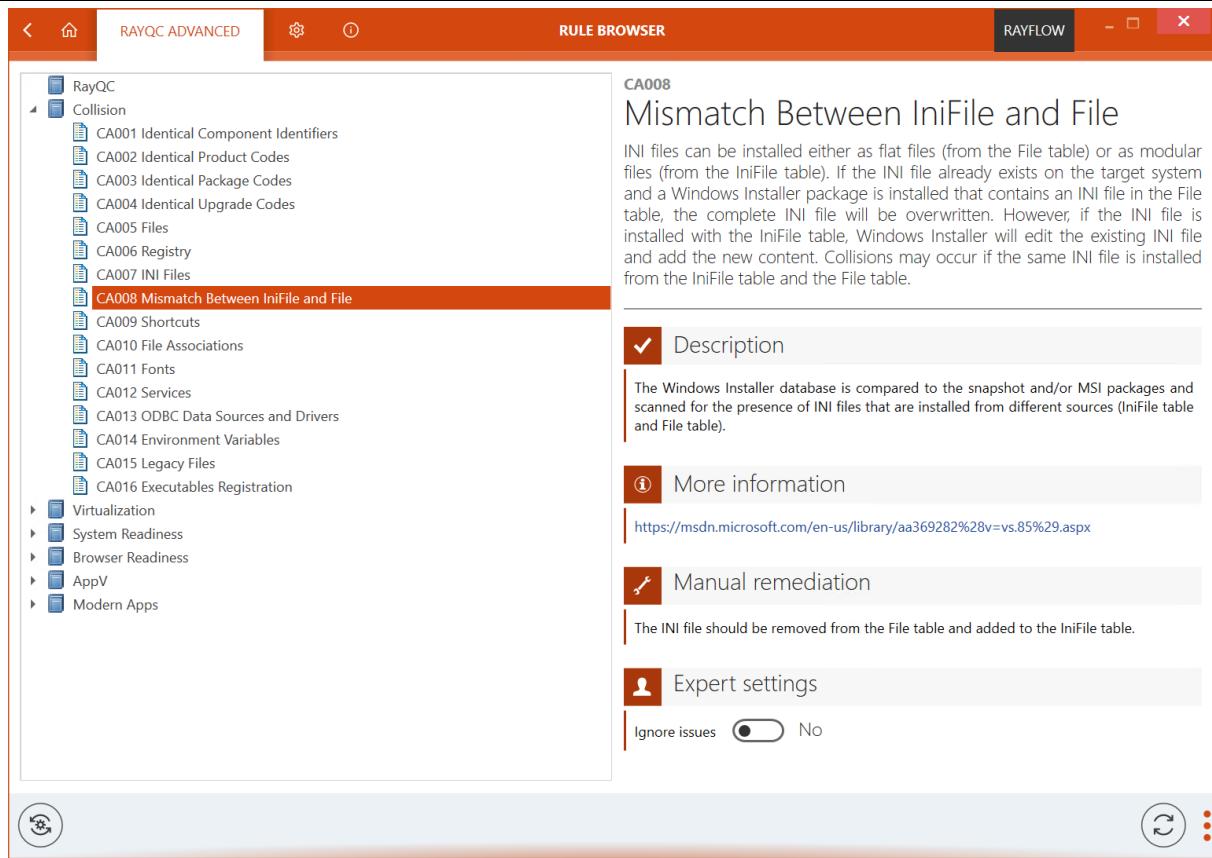 RAYQC ADVANCED
RULE BROWSER
RAYFLOW
RayQC
Collision
CA001 Identical Component Identifiers
CA002 Identical Product Codes
CA003 Identical Package Codes
CA004 Identical Upgrade Codes
CA005 Files
CA006 Registry
CA007 INI Files
CA008 Mismatch Between IniFile and File
CA009 Shortcuts
CA010 File Associations
CA011 Fonts
CA012 Services
CA013 ODBC Data Sources and Drivers
CA014 Environment Variables
CA015 Legacy Files
CA016 Executables Registration
Virtualization
System Readiness
Browser Readiness
AppV
Modern Apps
CA008
Mismatch Between IniFile and File
INI files can be installed either as flat files (from the File table) or as modular
files (from the IniFile table). If the INI file already exists on the target system
and a Windows Installer package is installed that contains an INI file in the File
table, the complete INI file will be overwritten. However, if the INI file is
installed with the IniFile table, Windows Installer will edit the existing INI file
and add the new content. Collisions may occur if the same INI file is installed
from the IniFile table and the File table.
Description
The Windows Installer database is compared to the snapshot and/or MSI packages and
scanned for the presence of INI files that are installed from different sources (IniFile table
and File table).
More information
https://msdn.microsoft.com/en-us/library/aa369282%28v=vs.85%29.aspx
Manual remediation
The INI file should be removed from the File table and added to the IniFile table.
Expert settings
Ignore issues No